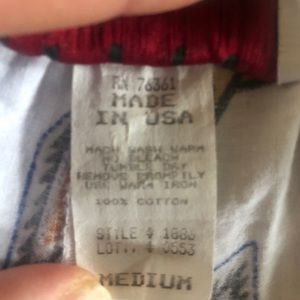 RN 76361
MADE
IN USA
MACH WASH WARM
NO BLEACH
TUMBLE DRY
REMOVE PROMPTLY
USE WARM IRON
100% COTTON
STYLE #
LOT: #
MEDIUM